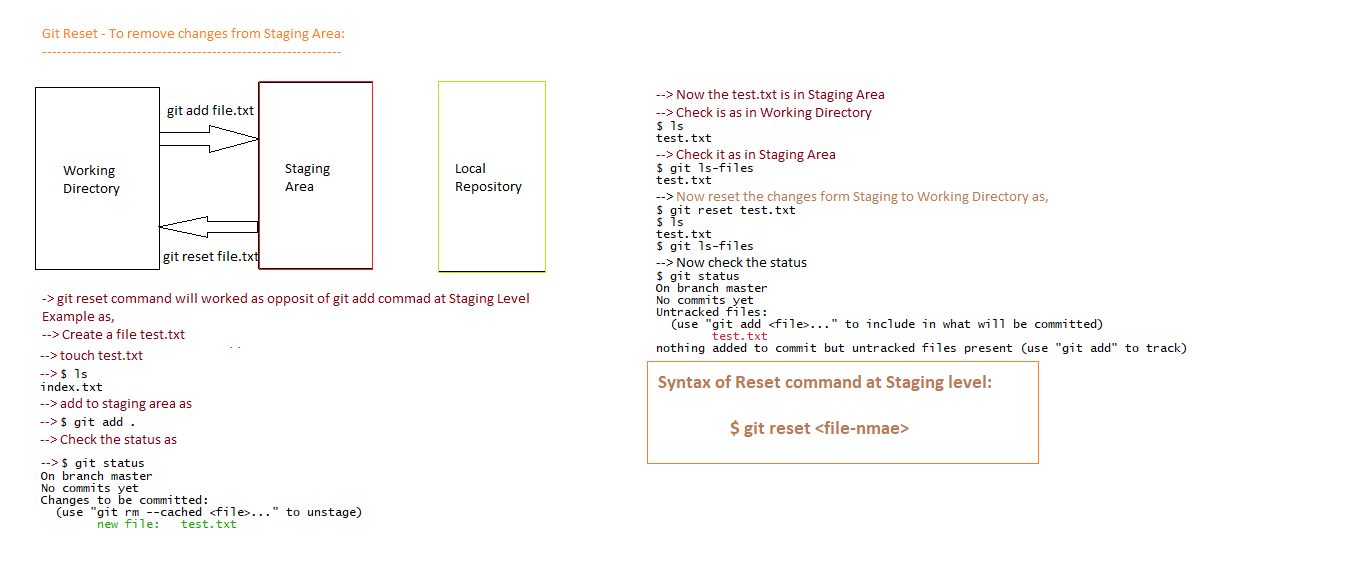 Git Reset - To remove changes from Staging Area:
------------------------------------------------------------
git add file.txt
Working
Directory
Staging
Area
Local
Repository
git reset file.txt
-> git reset command will worked as opposit of git add commad at Staging Level
Example as,
--> Create a file test.txt
--> touch test.txt
--> $ ls
index.txt
--> add to staging area as
--> $ git add .
--> Check the status as
--> $ git status
On branch master
No commits yet
Changes to be committed:
(use "git rm --cached <file>..." to unstage)
new file: test.txt
--> Now the test.txt is in Staging Area
--> Check is as in Working Directory
$ ls
test.txt
--> Check it as in Staging Area
$ git ls-files
test.txt
--> Now reset the changes form Staging to Working Directory as,
$ git reset test.txt
$ ls
test.txt
$ git ls-files
--> Now check the status
$ git status
On branch master
No commits yet
Untracked files:
(use "git add <file>..." to include in what will be committed)
test.txt
nothing added to commit but untracked files present (use "git add" to track)
Syntax of Reset command at Staging level:
$ git reset <file-nmae>